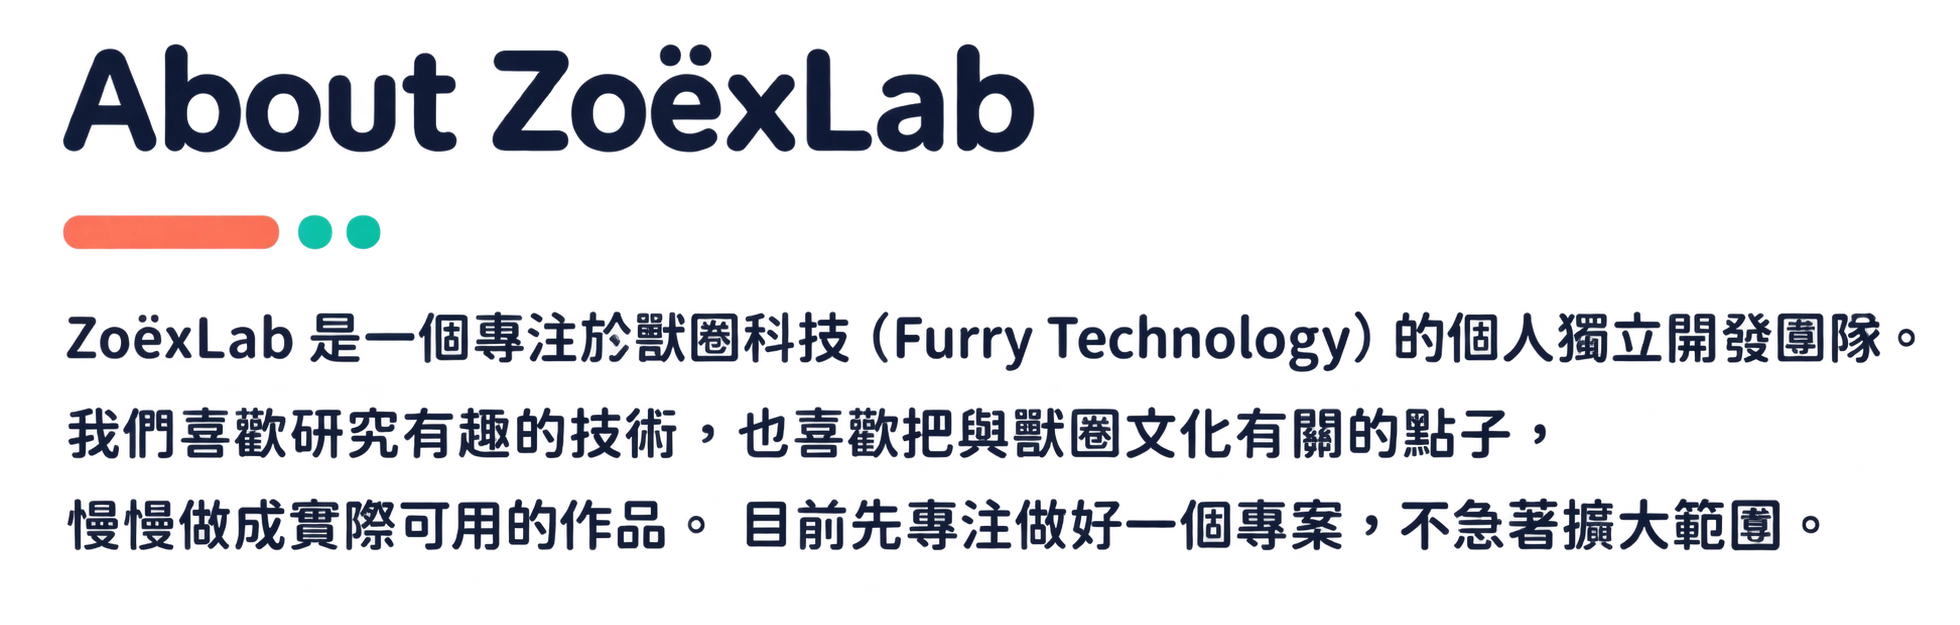 About ZoëxLab
ZoëxLab 是一個專注於獸圈科技（Furry Technology）的個人獨立開發團隊。
我們喜歡研究有趣的技術，也喜歡把與獸圈文化有關的點子，
慢慢做成實際可用的作品。 目前先專注做好一個專案，不急著擴大範團。